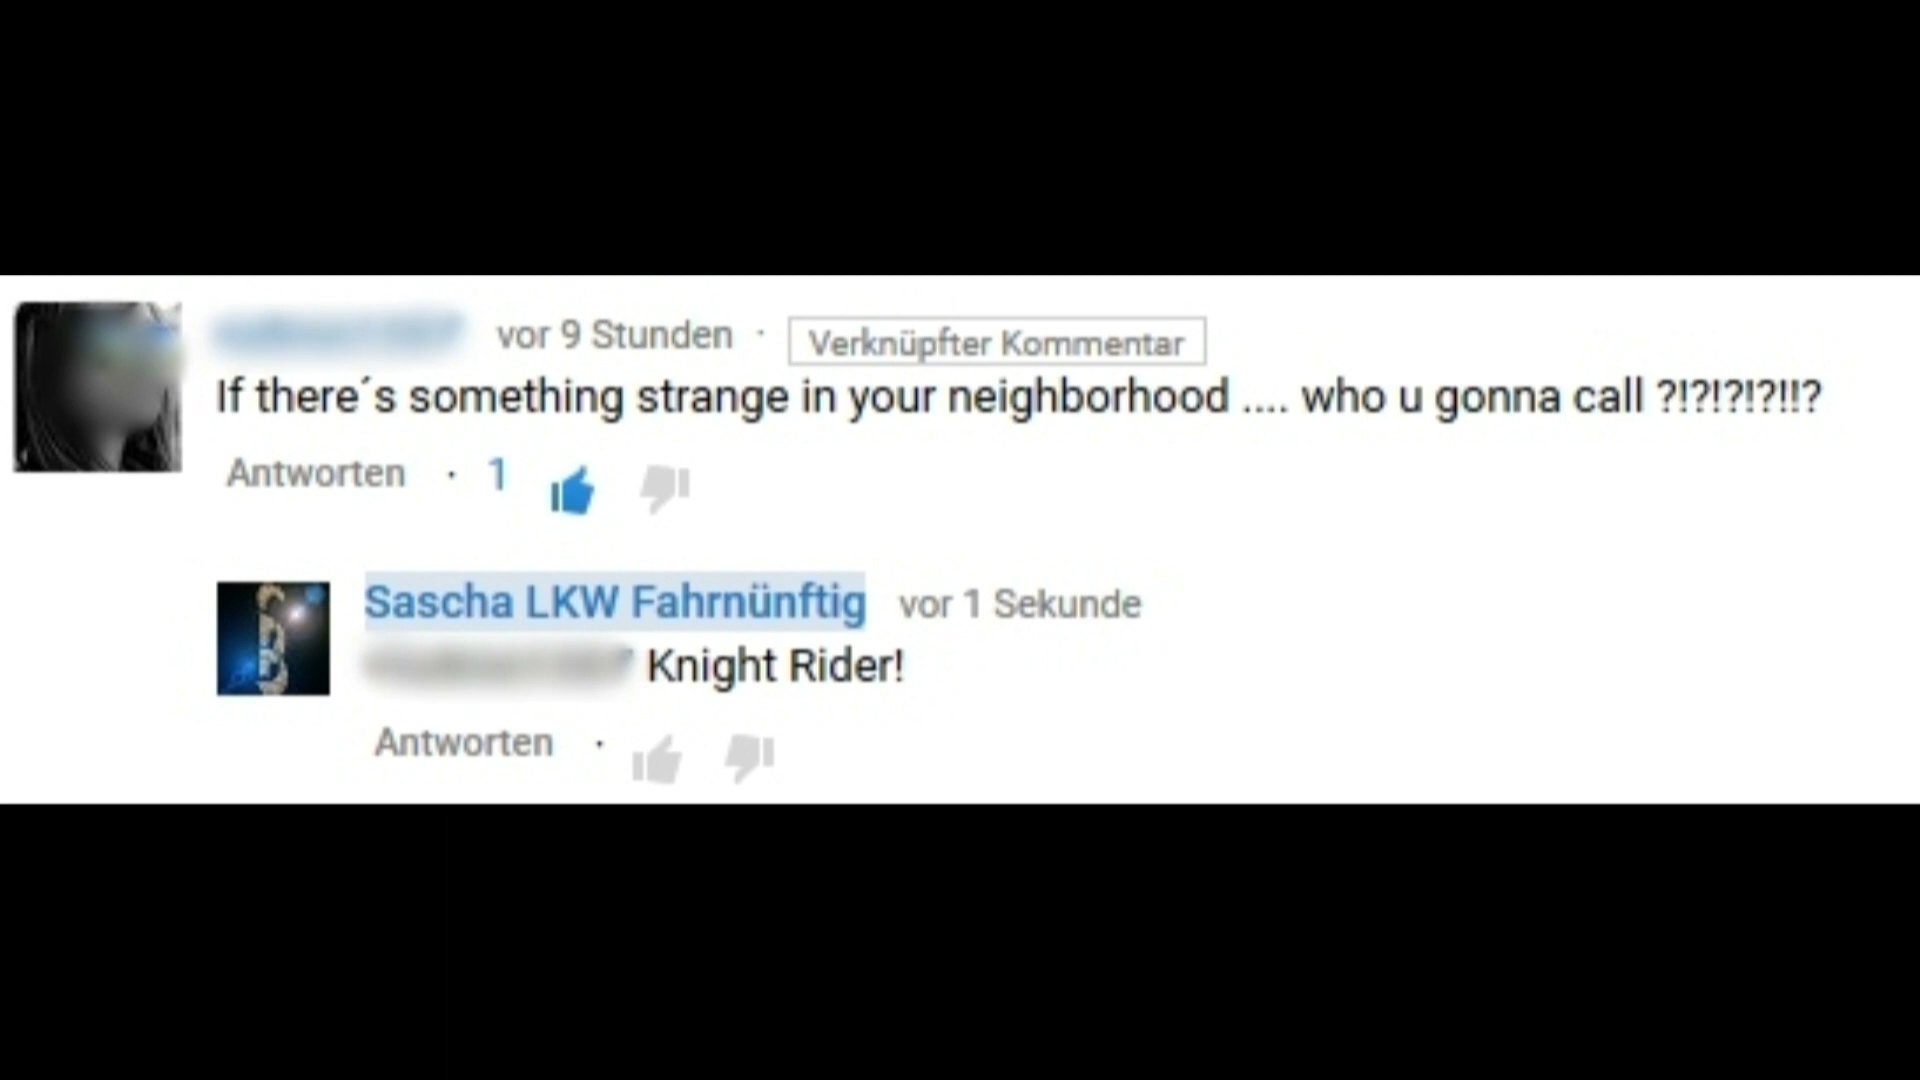 vor 9 Stunden · Verknüpfter Kommentar
If there´s something strange in your neighborhood .... who u gonna call ?!?!?!?!!?
Antworten · 1
Sascha LKW Fahrnünftig vor 1 Sekunde
Knight Rider!
Antworten ·